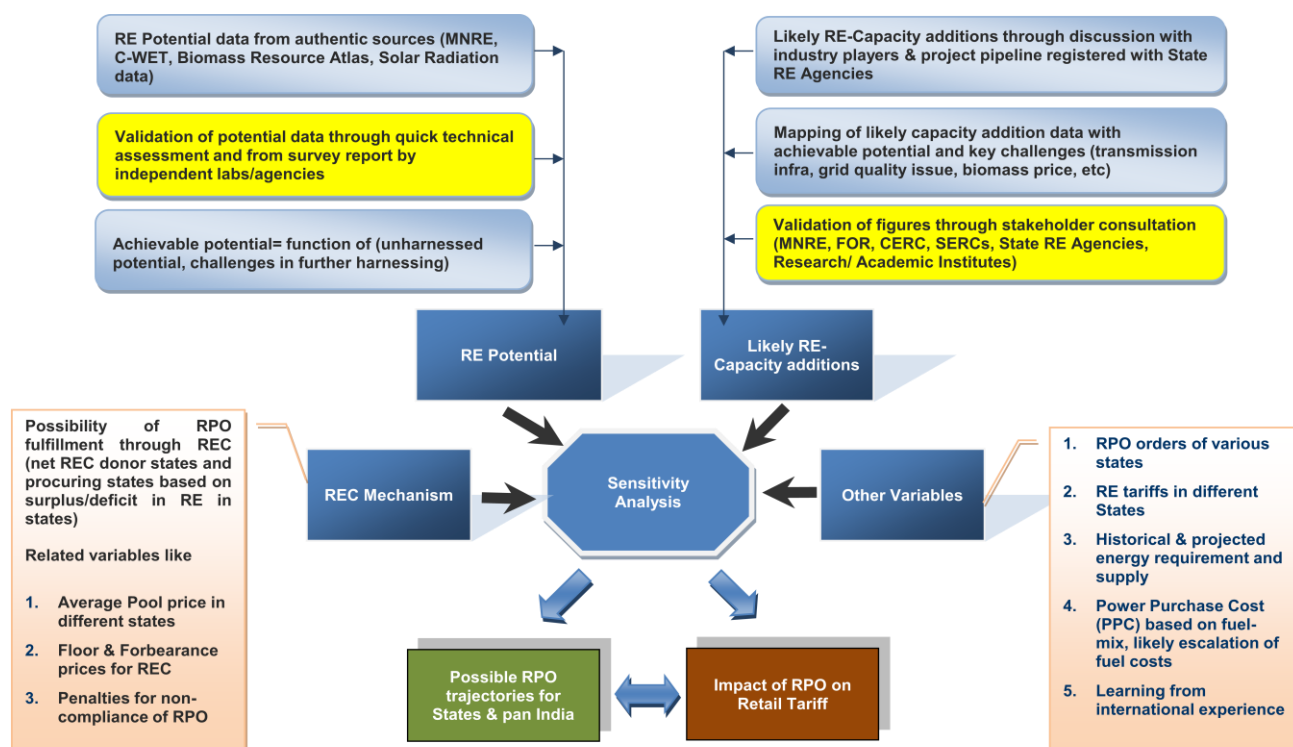 RE Potential data from authentic sources (MNRE,
C-WET, Biomass Resource Atlas, Solar Radiation
data)
Validation of potential data through quick technical
assessment and from survey report by
independent labs/agencies
Achievable potential= function of (unharnessed
potential, challenges in further harnessing)
Likely RE-Capacity additions through discussion with
industry players & project pipeline registered with State
RE Agencies
Mapping of likely capacity addition data with
achievable potential and key challenges (transmission
infra, grid quality issue, biomass price, etc)
Validation of figures through stakeholder consultation
(MNRE, FOR, CERC, SERCs, State RE Agencies,
Research/ Academic Institutes)
RE Potential
Likely RE-
Capacity additions
Possibility of RPO
fulfillment through REC
(net REC donor states and
procuring states based on
surplus/deficit in RE in
states)
Related variables like
1. Average Pool price in
different states
2. Floor & Forbearance
prices for REC
3. Penalties for non-
compliance of RPO
REC Mechanism
Sensitivity
Analysis
Other Variables
1. RPO orders of various
states
2. RE tariffs in different
States
3. Historical & projected
energy requirement and
supply
4. Power Purchase Cost
(PPC) based on fuel-
mix, likely escalation of
fuel costs
5. Learning from
international experience
Possible RPO
trajectories for
States & pan India
Impact of RPO on
Retail Tariff